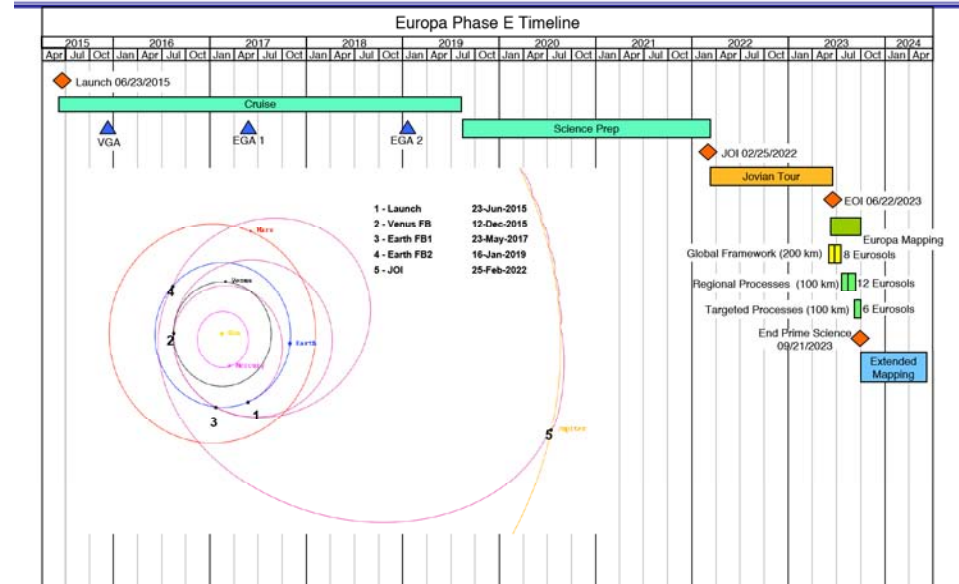 Europa Phase E Timeline
2015 2016 2017 2018 2019 2020 2021 2022 2023 2024
Apr Jul Oct Jan Apr Jul Oct Jan Apr Jul Oct Jan Apr Jul Oct Jan Apr Jul Oct Jan Apr Jul Oct Jan Apr Jul Oct Jan Apr Jul Oct Jan Apr Jul Oct Jan Apr
Launch 06/23/2015
Cruise
VGA
EGA 1
EGA 2
Science Prep
JOI 02/25/2022
Jovian Tour
EOI 06/22/2023
Europa Mapping
Global Framework (200 km) 8 Eurosols
Regional Processes (100 km) 12 Eurosols
Targeted Processes (100 km) 6 Eurosols
End Prime Science
09/21/2023
Extended
Mapping
1 - Launch 23-Jun-2015
2 - Venus FB 12-Dec-2015
3 - Earth FB1 23-May-2017
4 - Earth FB2 16-Jan-2019
5 - JOI 25-Feb-2022
Mars
Venus
4
Sun
2
Earth
Mercury
1
3
5
Jupiter